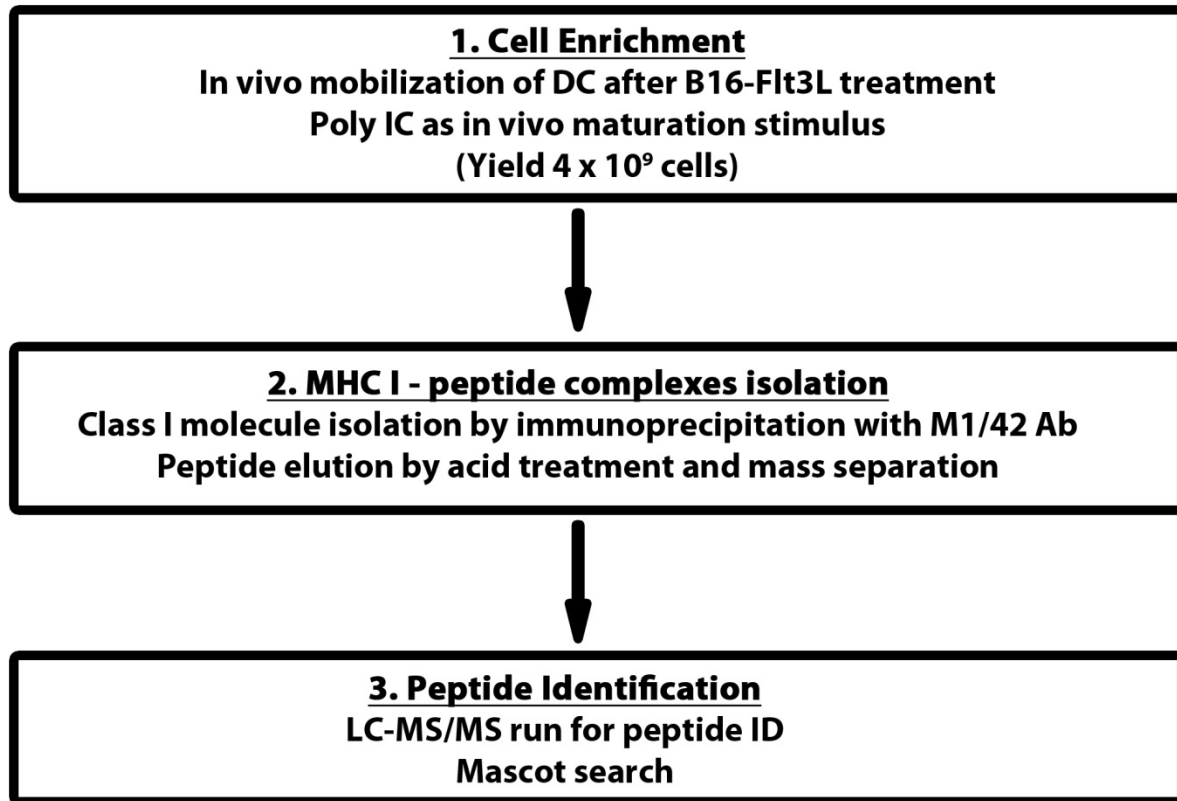 1. Cell Enrichment
In vivo mobilization of DC after B16-Flt3L treatment
Poly IC as in vivo maturation stimulus
(Yield 4 x 10⁹ cells)
2. MHC I - peptide complexes isolation
Class I molecule isolation by immunoprecipitation with M1/42 Ab
Peptide elution by acid treatment and mass separation
3. Peptide Identification
LC-MS/MS run for peptide ID
Mascot search